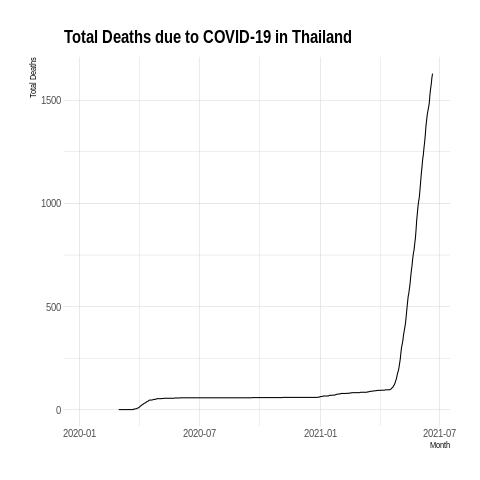 Total Deaths due to COVID-19 in Thailand
Total Deaths
1500
1000
500
0
2020-01
2020-07
2021-01
2021-07
Month